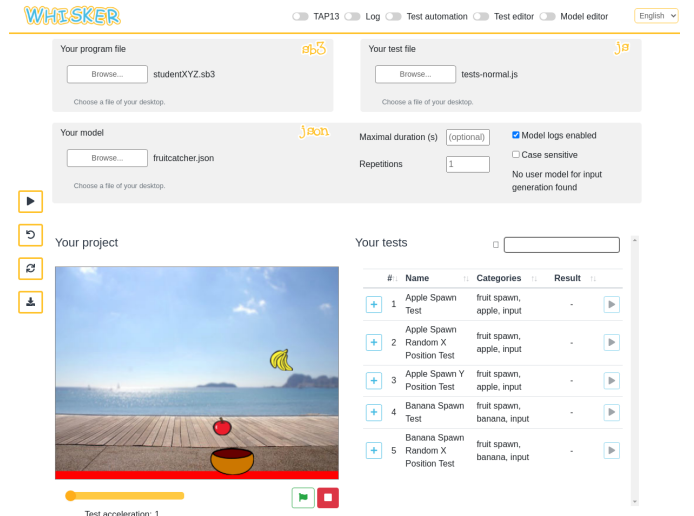 WHISKER
TAP13 Log Test automation Test editor Model editor English
Your program file
sb3
Browse... studentXYZ.sb3
Choose a file of your desktop.
Your test file
js
Browse... tests-normal.js
Choose a file of your desktop.
Your model
json
Browse... fruitcatcher.json
Choose a file of your desktop.
Maximal duration (s) (optional)
Repetitions 1
Model logs enabled
Case sensitive
No user model for input
generation found
Your project
Your tests
# Name Categories Result
1 Apple Spawn
Test
fruit spawn,
apple, input
-
2 Apple Spawn
Random X
Position Test
fruit spawn,
apple, input
-
3 Apple Spawn Y
Position Test
fruit spawn,
apple, input
-
4 Banana Spawn
Test
fruit spawn,
banana, input
-
5 Banana Spawn
Random X
Position Test
fruit spawn,
banana, input
-
Test acceleration: 1